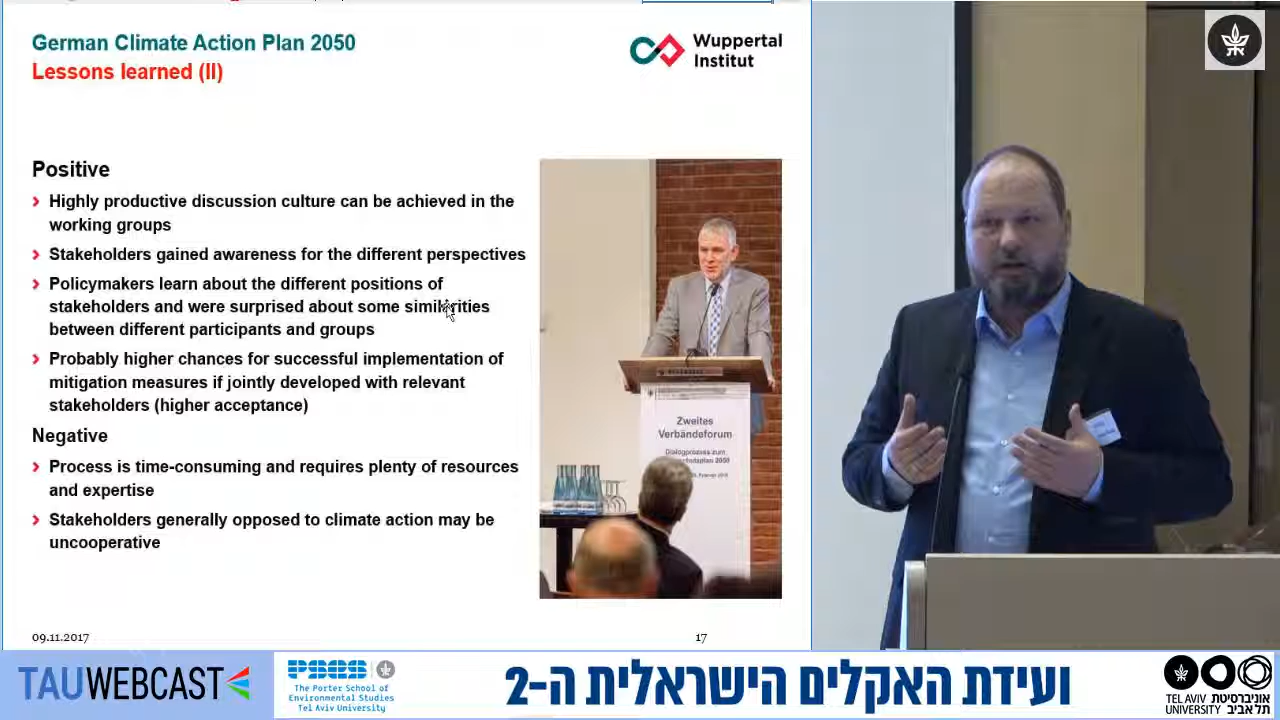 German Climate Action Plan 2050
Lessons learned (II)
Wuppertal
Institut
Positive
› Highly productive discussion culture can be achieved in the
working groups
› Stakeholders gained awareness for the different perspectives
› Policymakers learn about the different positions of
stakeholders and were surprised about some similarities
between different participants and groups
› Probably higher chances for successful implementation of
mitigation measures if jointly developed with relevant
stakeholders (higher acceptance)
Negative
› Process is time-consuming and requires plenty of resources
and expertise
› Stakeholders generally opposed to climate action may be
uncooperative
Zweites
Verbändeforum
Dialogprozess zum
2050
09.11.2017
17
TAUWEBCAST
PSES
The Porter School of
Environmental Studies
Tel Aviv University
ועידת האקלים הישראלית ה-2
TEL AVIV אוניברסיטת
UNIVERSITY תל אביב